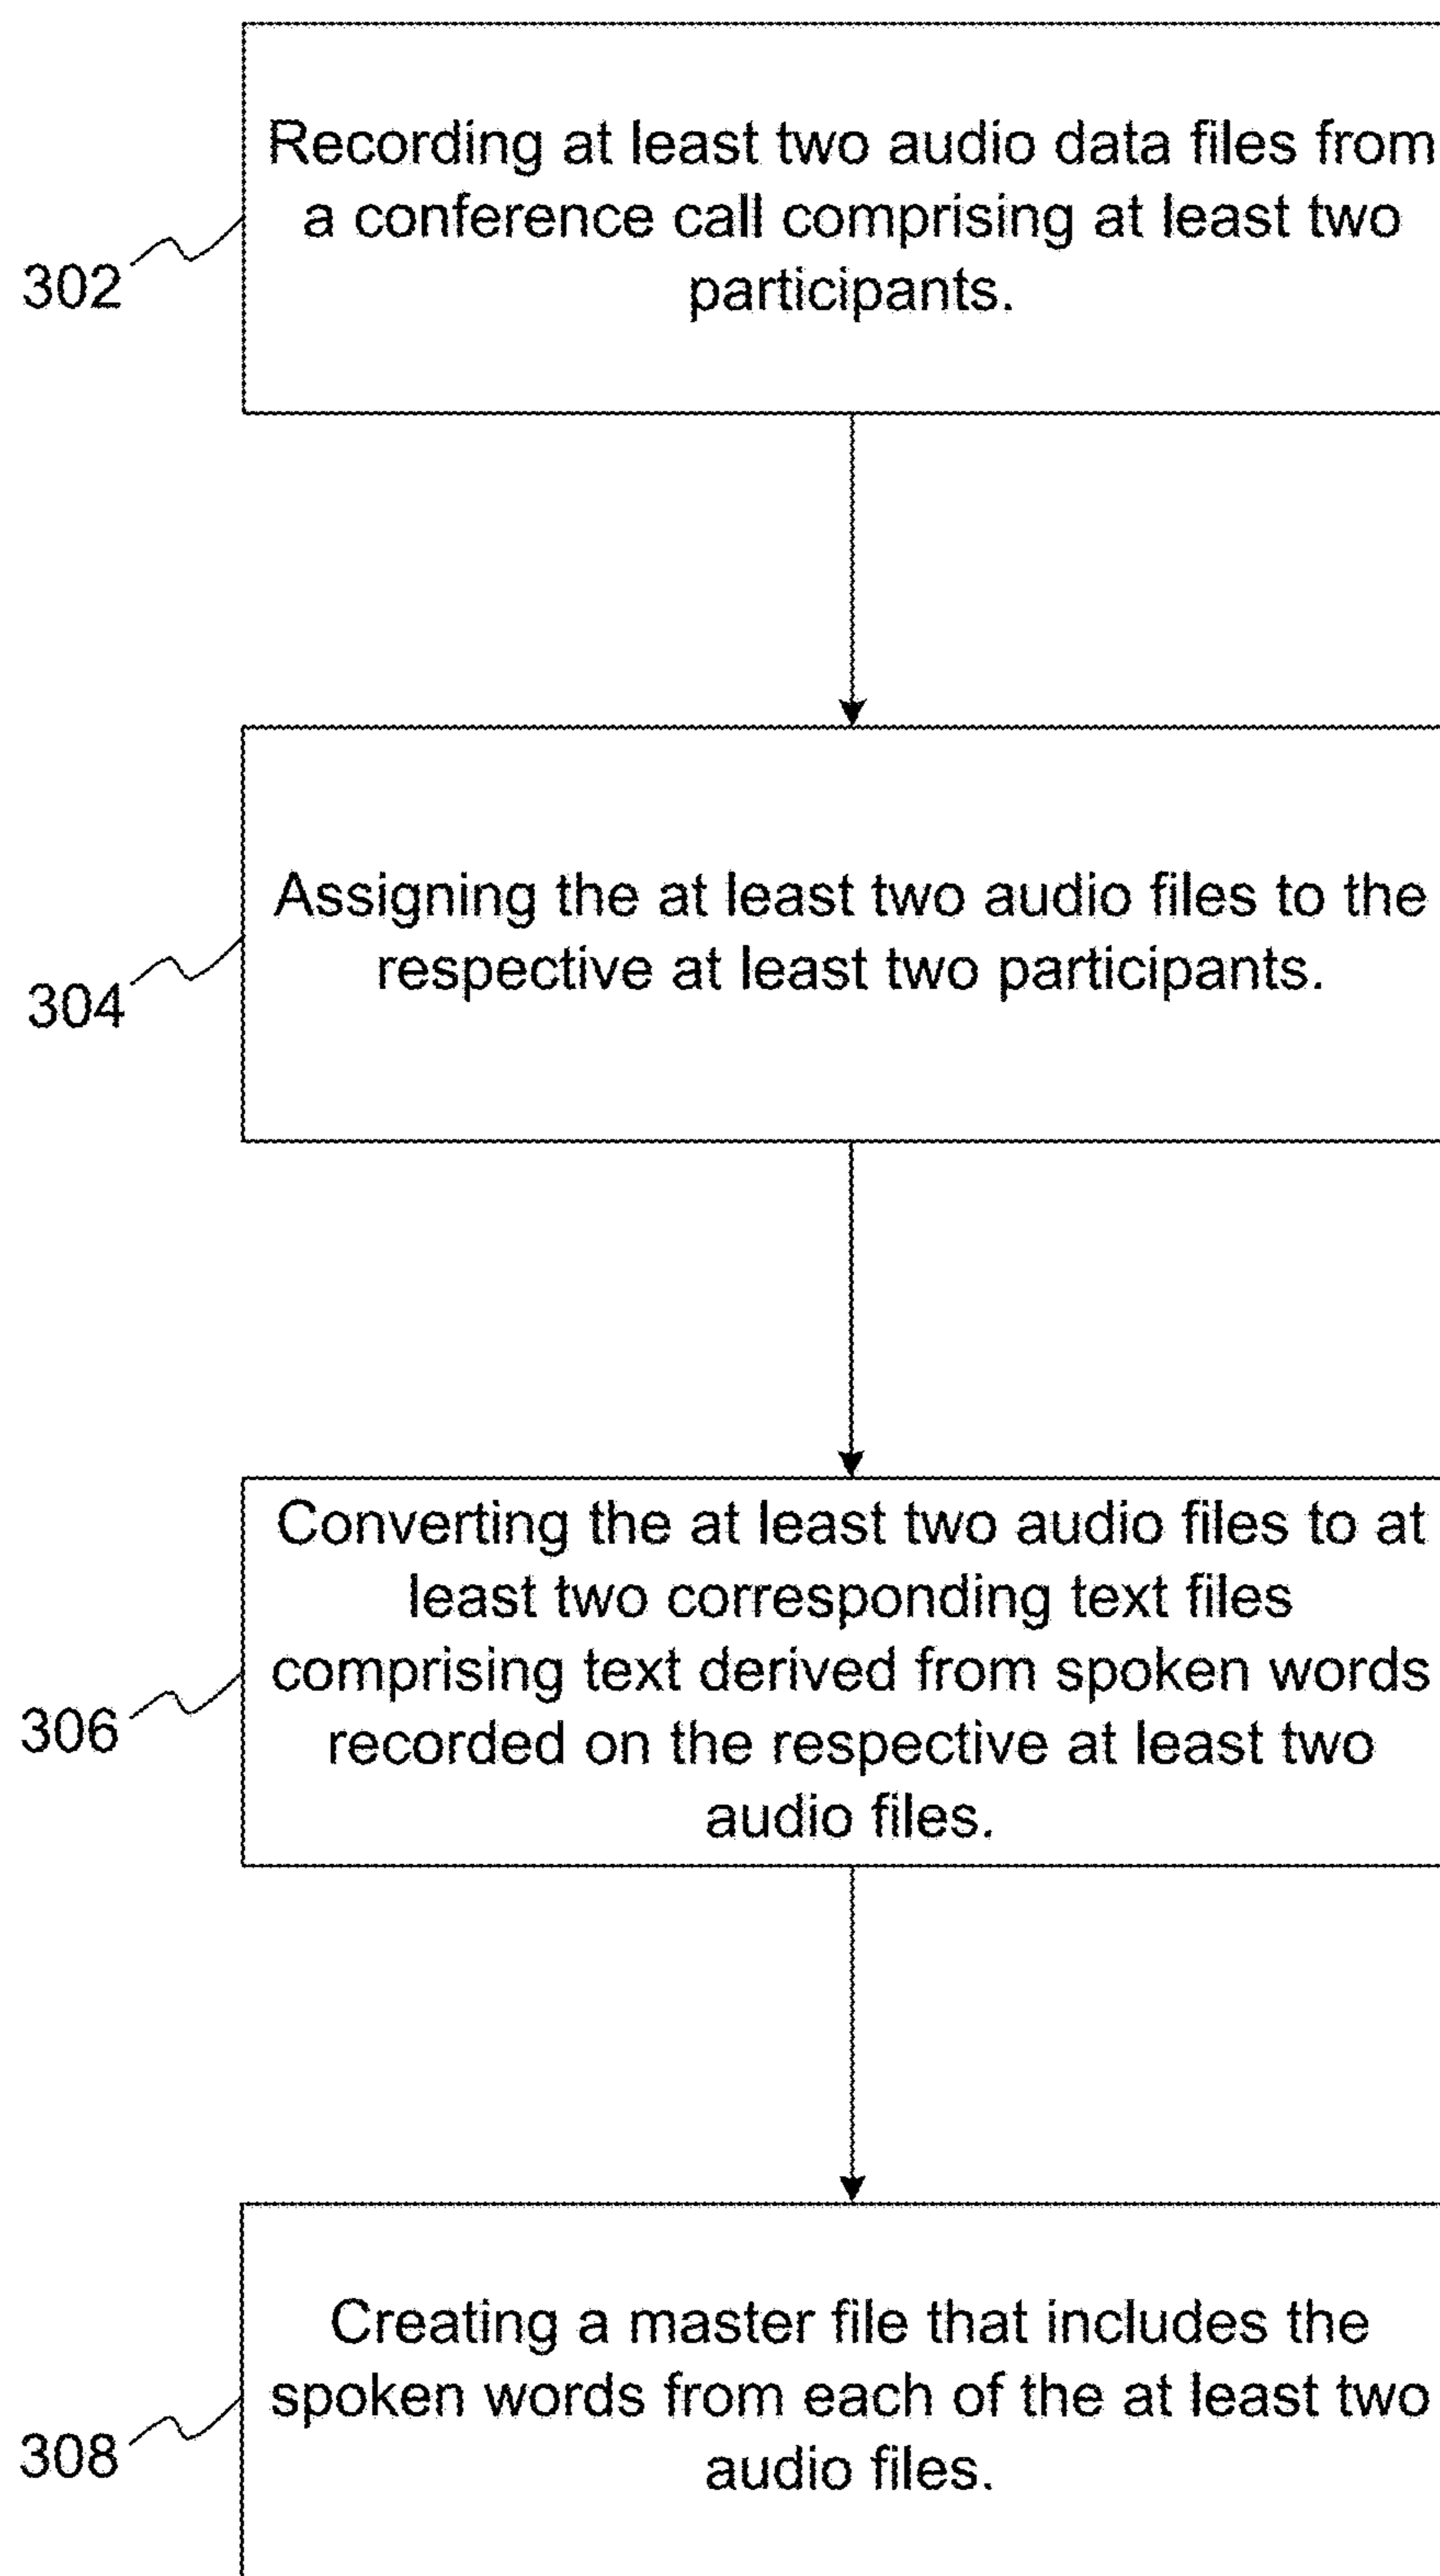 Recording at least two audio data files from
a conference call comprising at least two
participants.
302
Assigning the at least two audio files to the
respective at least two participants.
304
Converting the at least two audio files to at
least two corresponding text files
comprising text derived from spoken words
recorded on the respective at least two
audio files.
306
Creating a master file that includes the
spoken words from each of the at least two
audio files.
308